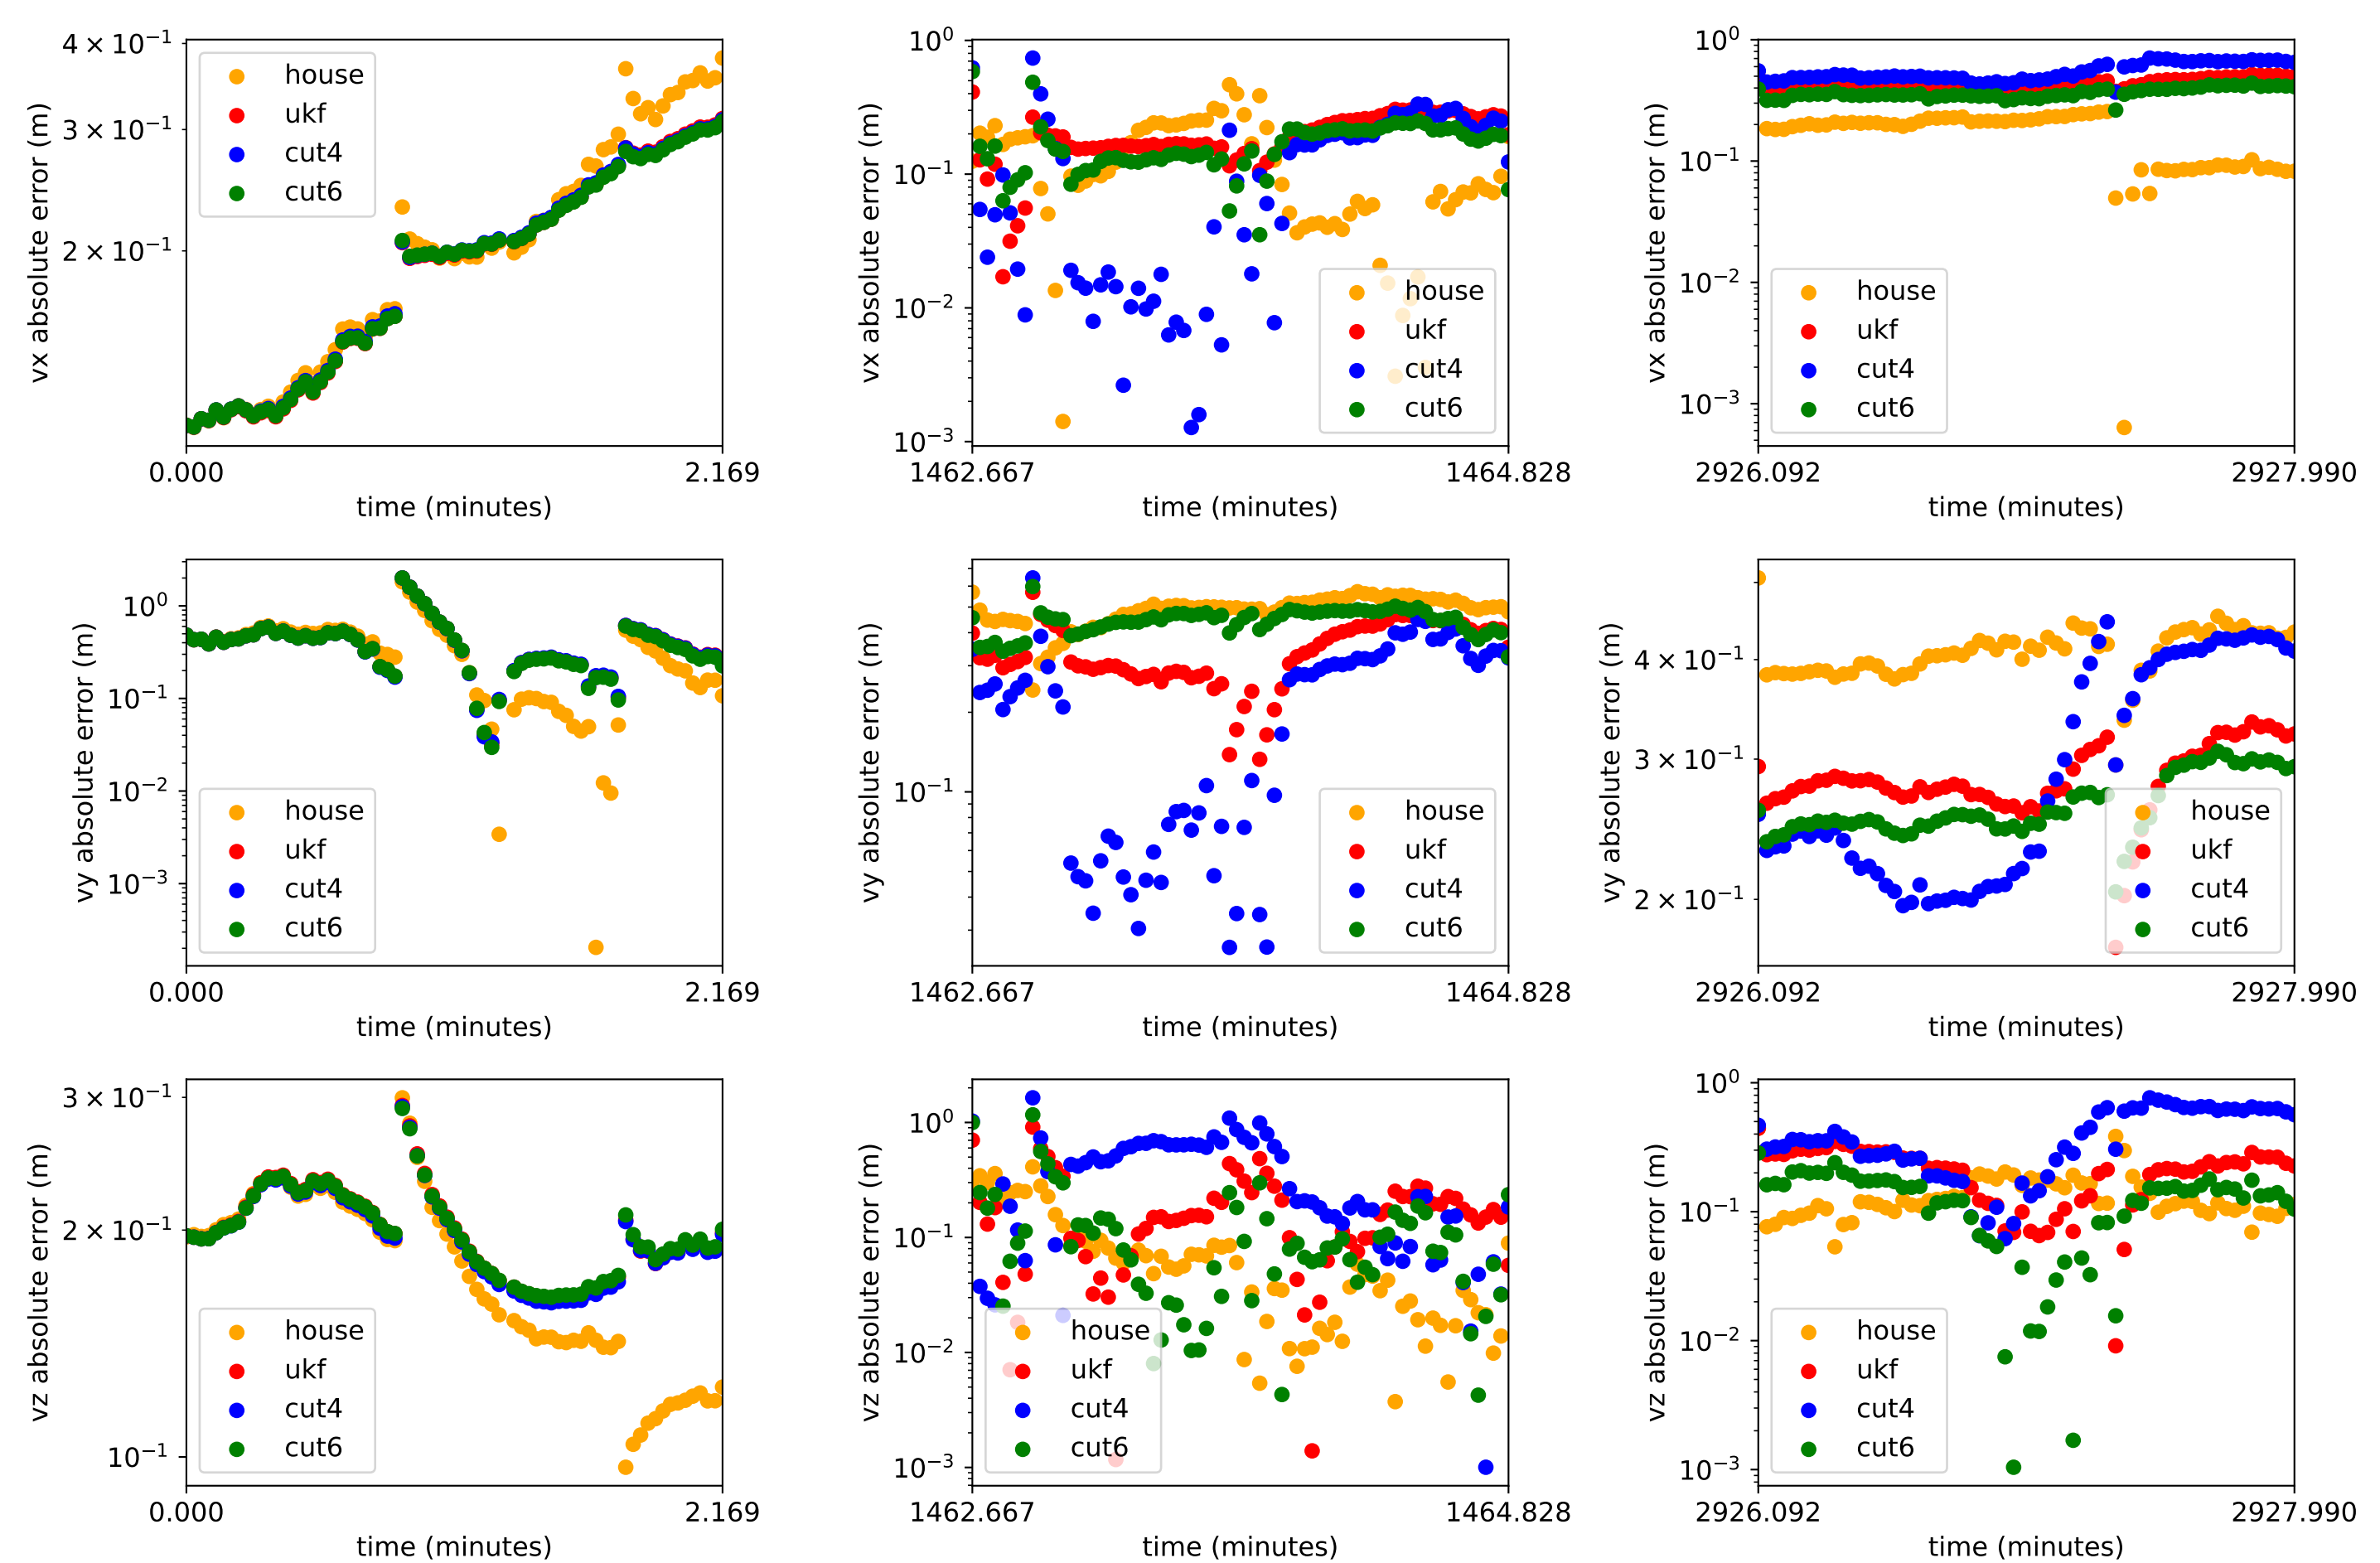 vx absolute error (m)
4 × 10⁻¹
3 × 10⁻¹
2 × 10⁻¹
house
ukf
cut4
cut6
0.000
2.169
time (minutes)
vx absolute error (m)
10⁰
10⁻¹
10⁻²
10⁻³
house
ukf
cut4
cut6
1462.667
1464.828
time (minutes)
vx absolute error (m)
10⁰
10⁻¹
10⁻²
10⁻³
house
ukf
cut4
cut6
2926.092
2927.990
time (minutes)
vy absolute error (m)
10⁰
10⁻¹
10⁻²
10⁻³
house
ukf
cut4
cut6
0.000
2.169
time (minutes)
vy absolute error (m)
10⁻¹
house
ukf
cut4
cut6
1462.667
1464.828
time (minutes)
vy absolute error (m)
4 × 10⁻¹
3 × 10⁻¹
2 × 10⁻¹
house
ukf
cut4
cut6
2926.092
2927.990
time (minutes)
vz absolute error (m)
3 × 10⁻¹
2 × 10⁻¹
10⁻¹
house
ukf
cut4
cut6
0.000
2.169
time (minutes)
vz absolute error (m)
10⁰
10⁻¹
10⁻²
10⁻³
house
ukf
cut4
cut6
1462.667
1464.828
time (minutes)
vz absolute error (m)
10⁰
10⁻¹
10⁻²
10⁻³
house
ukf
cut4
cut6
2926.092
2927.990
time (minutes)